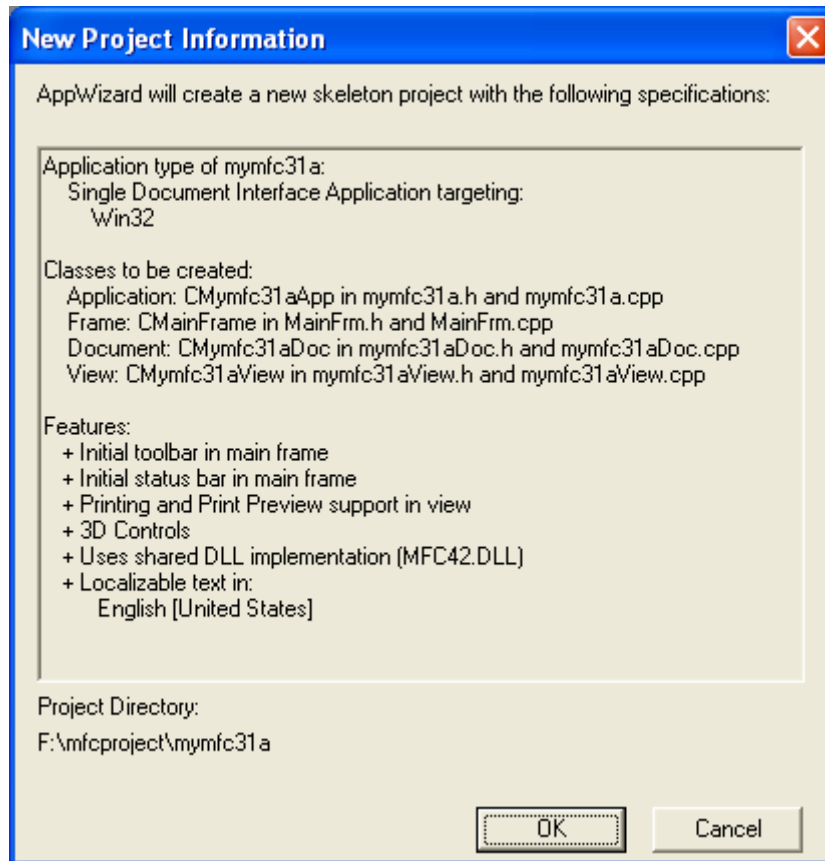 New Project Information
AppWizard will create a new skeleton project with the following specifications:
Application type of mymfc31a:
Single Document Interface Application targeting:
Win32
Classes to be created:
Application: CMymfc31aApp in mymfc31a.h and mymfc31a.cpp
Frame: CMainFrame in MainFrm.h and MainFrm.cpp
Document: CMymfc31aDoc in mymfc31aDoc.h and mymfc31aDoc.cpp
View: CMymfc31aView in mymfc31aView.h and mymfc31aView.cpp
Features:
+ Initial toolbar in main frame
+ Initial status bar in main frame
+ Printing and Print Preview support in view
+ 3D Controls
+ Uses shared DLL implementation (MFC42.DLL)
+ Localizable text in:
English [United States]
Project Directory:
F:\mfcproject\mymfc31a
OK
Cancel